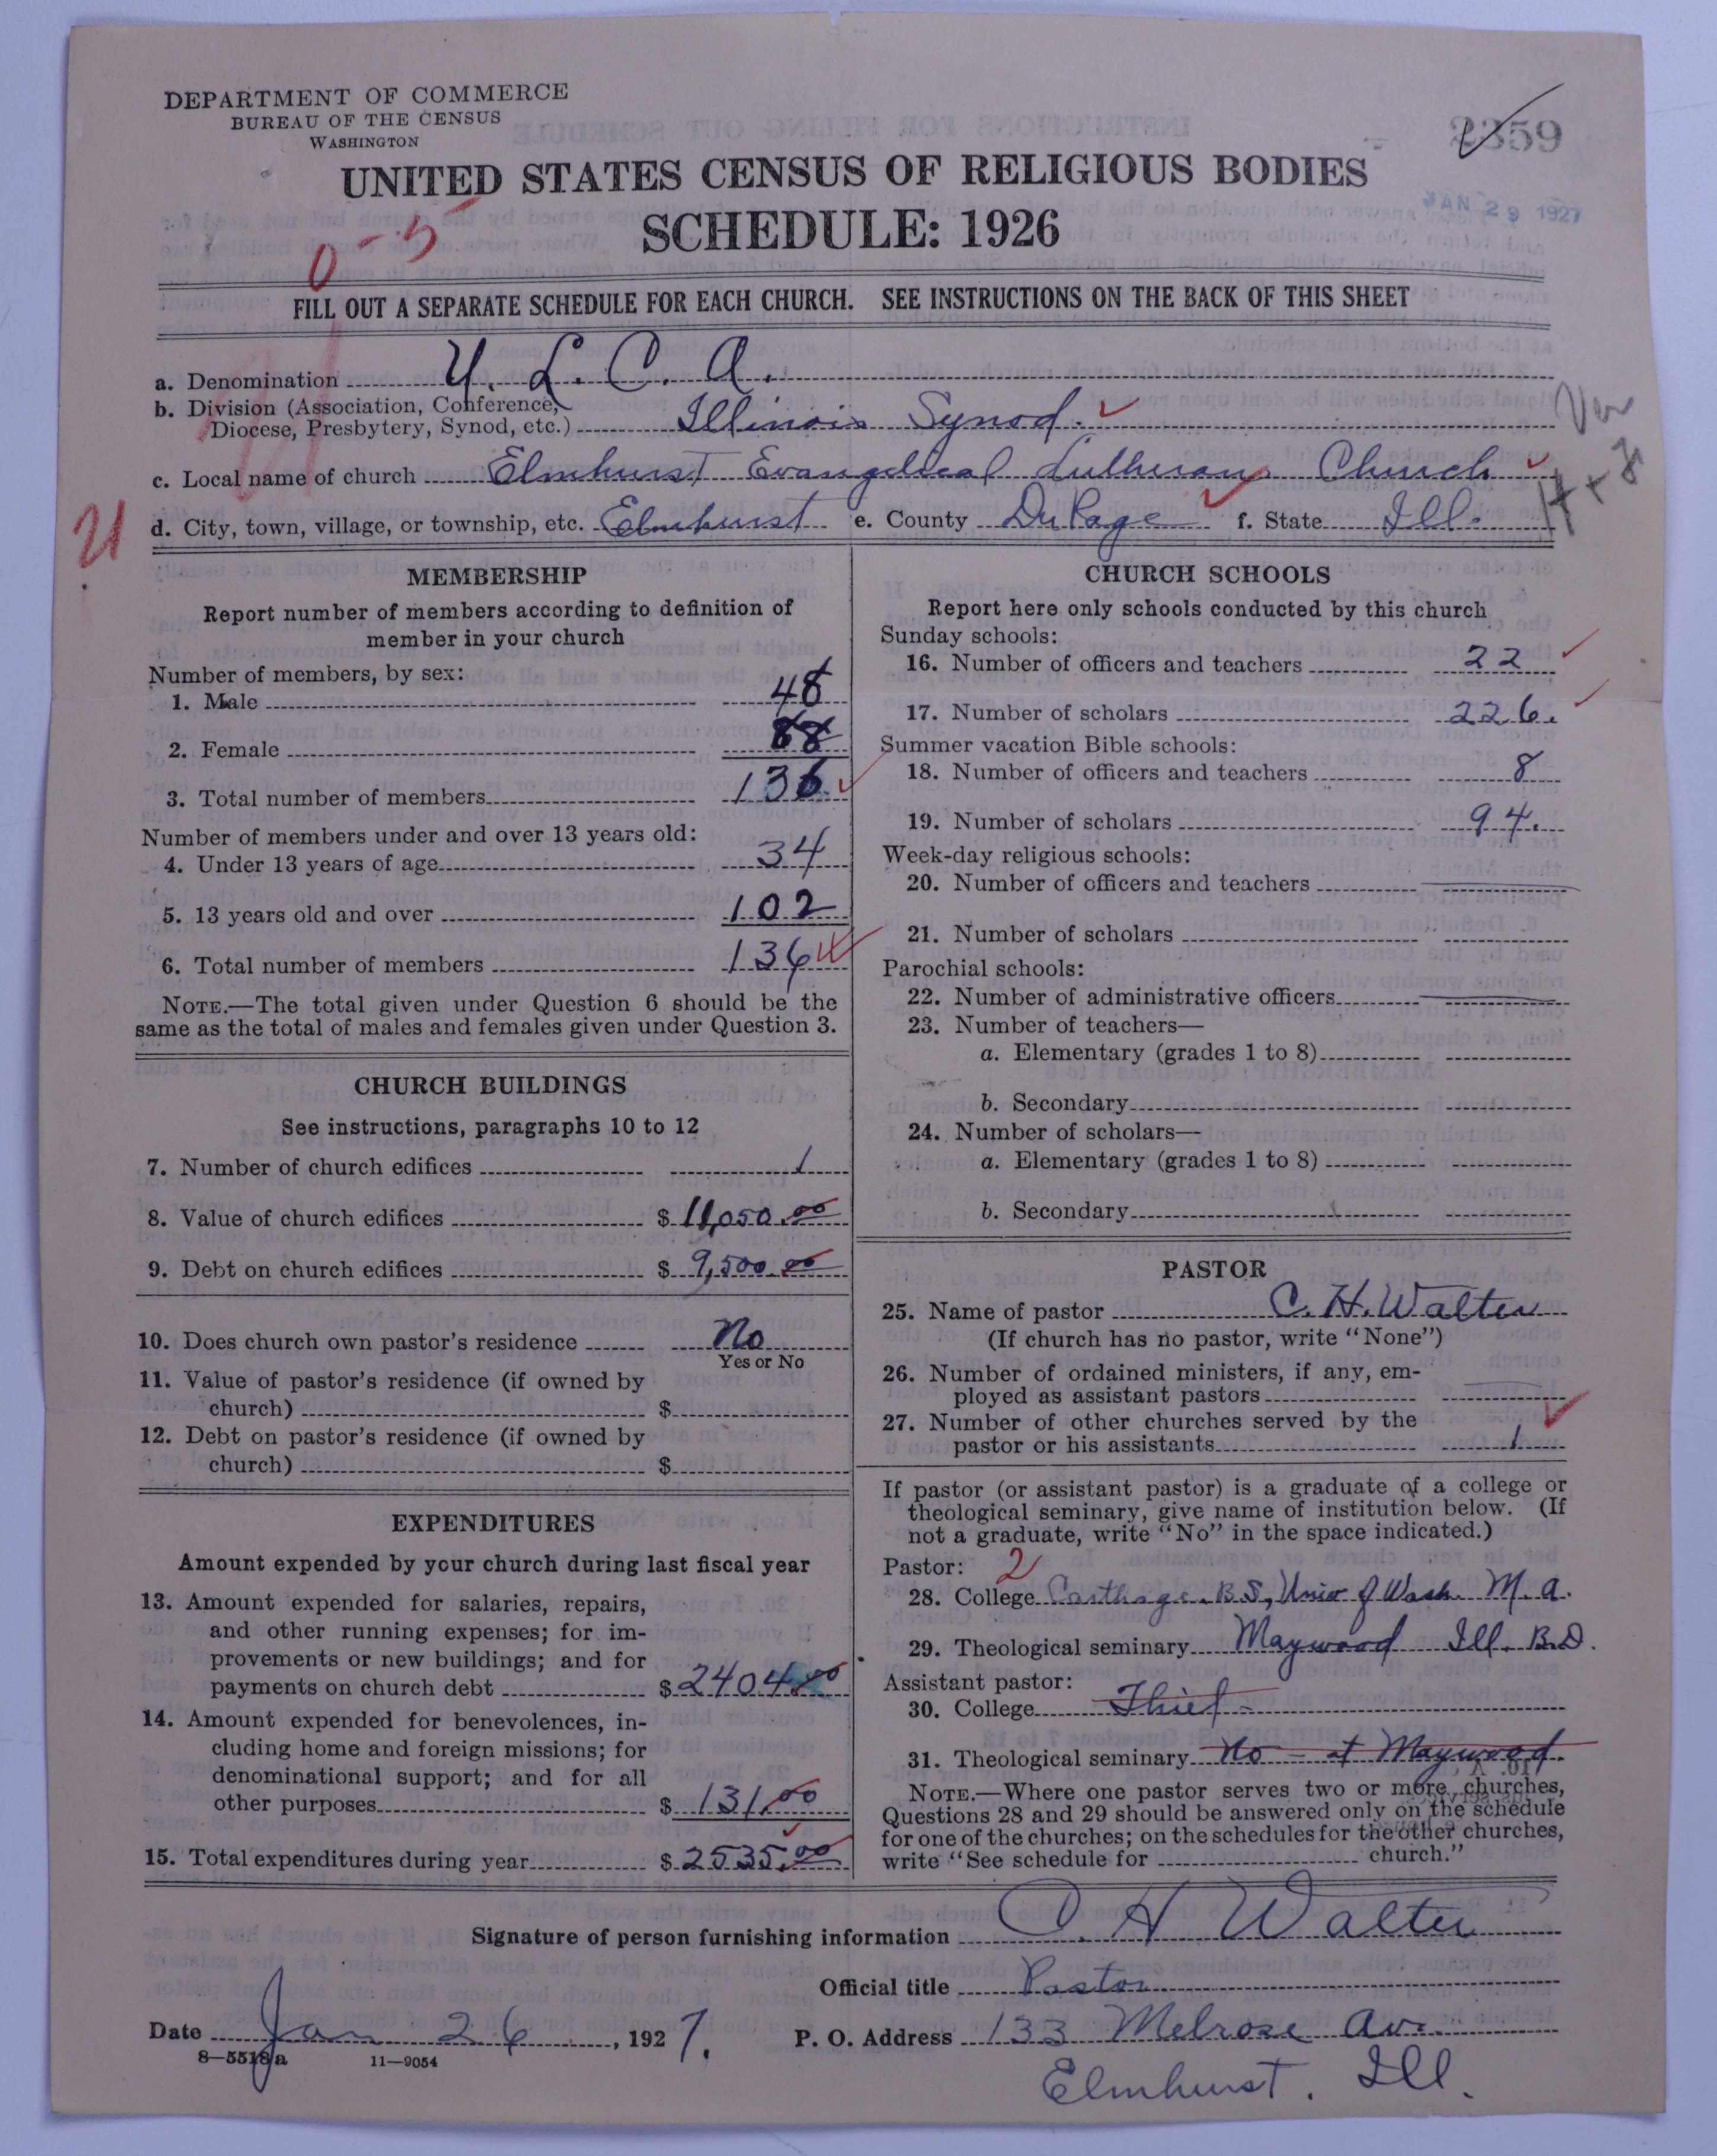 DEPARTMENT OF COMMERCE
BUREAU OF THE CENSUS
WASHINGTON
2359
UNITED STATES CENSUS OF RELIGIOUS BODIES
JAN 29 1927
0-5
SCHEDULE: 1926
FILL OUT A SEPARATE SCHEDULE FOR EACH CHURCH. SEE INSTRUCTIONS ON THE BACK OF THIS SHEET
a. Denomination U. L. C. A.
b. Division (Association, Conference,
Diocese, Presbytery, Synod, etc.) Illinois Synod.
c. Local name of church Elmhurst Evangelical Lutheran Church
d. City, town, village, or township, etc. Elmhurst e. County DuPage f. State Ill.
MEMBERSHIP
Report number of members according to definition of
member in your church
Number of members, by sex:
1. Male 48
2. Female 88
3. Total number of members 136
Number of members under and over 13 years old:
4. Under 13 years of age 34
5. 13 years old and over 102
6. Total number of members 136
NOTE.—The total given under Question 6 should be the
same as the total of males and females given under Question 3.
CHURCH BUILDINGS
See instructions, paragraphs 10 to 12
7. Number of church edifices 1
8. Value of church edifices $ 11,050.00
9. Debt on church edifices $ 9,500 00
10. Does church own pastor's residence No
Yes or No
11. Value of pastor's residence (if owned by
church) $
12. Debt on pastor's residence (if owned by
church) $
EXPENDITURES
Amount expended by your church during last fiscal year
13. Amount expended for salaries, repairs,
and other running expenses; for im-
provements or new buildings; and for
payments on church debt $ 2404.00
14. Amount expended for benevolences, in-
cluding home and foreign missions; for
denominational support; and for all
other purposes $ 131.00
15. Total expenditures during year $ 2535.00
CHURCH SCHOOLS
Report here only schools conducted by this church
Sunday schools:
16. Number of officers and teachers 22
17. Number of scholars 226.
Summer vacation Bible schools:
18. Number of officers and teachers 8
19. Number of scholars 94.
Week-day religious schools:
20. Number of officers and teachers
21. Number of scholars
Parochial schools:
22. Number of administrative officers
23. Number of teachers—
a. Elementary (grades 1 to 8)
b. Secondary
24. Number of scholars—
a. Elementary (grades 1 to 8)
b. Secondary
PASTOR
25. Name of pastor C. H. Walter
(If church has no pastor, write "None")
26. Number of ordained ministers, if any, em-
ployed as assistant pastors
27. Number of other churches served by the
pastor or his assistants 1
If pastor (or assistant pastor) is a graduate of a college or
theological seminary, give name of institution below. (If
not a graduate, write "No" in the space indicated.)
Pastor: 2
28. College Carthage. B.S, Univ of Wash. M. A.
29. Theological seminary Maywood Ill. B.D.
Assistant pastor:
30. College Thiel
31. Theological seminary No - at Maywood.
NOTE.—Where one pastor serves two or more churches,
Questions 28 and 29 should be answered only on the schedule
for one of the churches; on the schedules for the other churches,
write "See schedule for church."
Signature of person furnishing information C. H Walter
Official title Pastor
Date Jan 26, 1927. P. O. Address 133 Melrose Ave.
8—5518a 11—9054
Elmhurst. Ill.